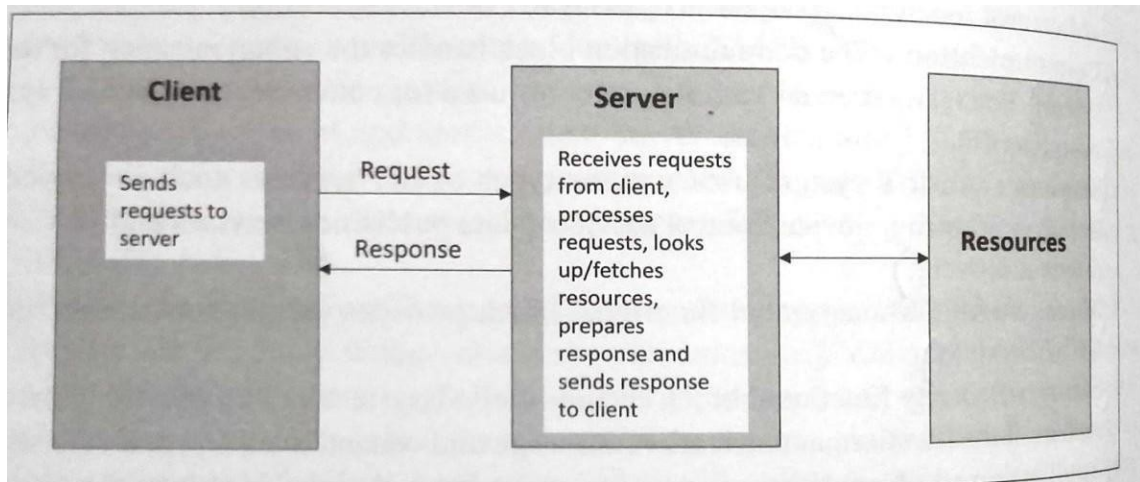 Client
Sends
requests to
server
Request
Response
Server
Receives requests
from client,
processes
requests, looks
up/fetches
resources,
prepares
response and
sends response
to client
Resources